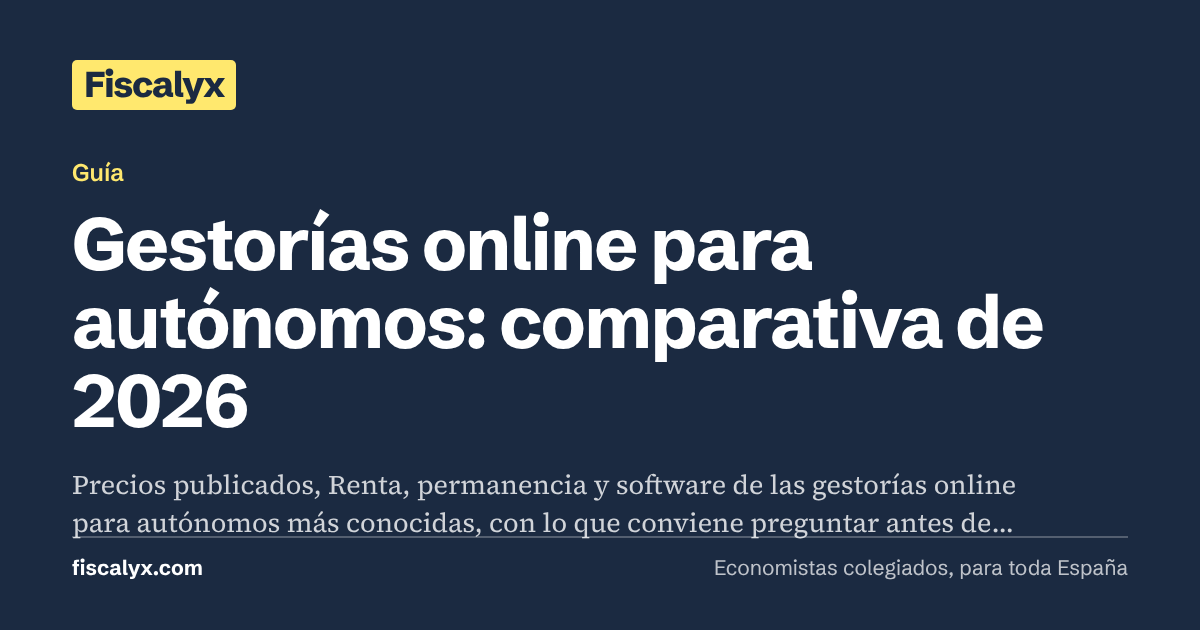 Fiscalyx
Guía
Gestorías online para
autónomos: comparativa de
2026
Precios publicados, Renta, permanencia y software de las gestorías online
para autónomos más conocidas, con lo que conviene preguntar antes de...
fiscalyx.com
Economistas colegiados, para toda España